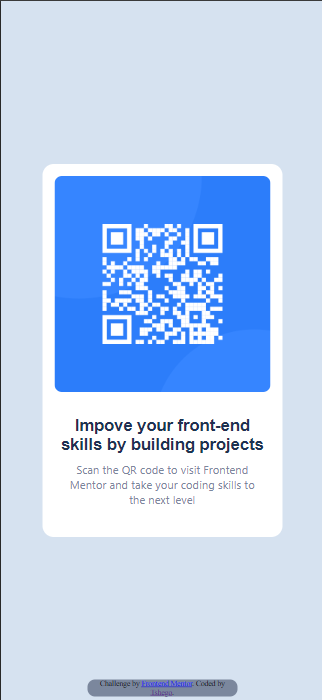 Impove your front-end
skills by building projects
Scan the QR code to visit Frontend
Mentor and take your coding skills to
the next level
Challenge by Frontend Mentor. Coded by